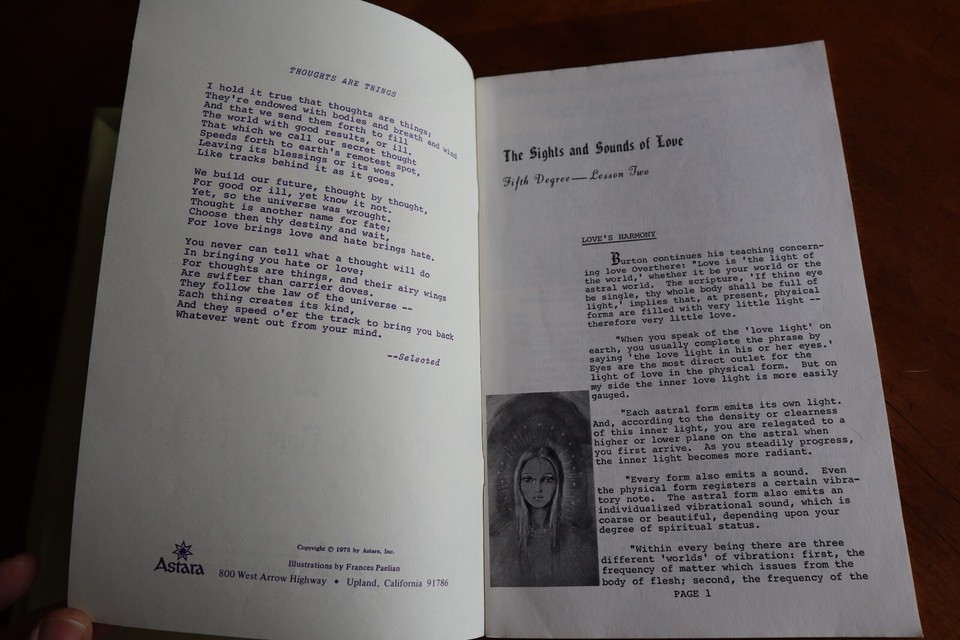 THOUGHTS ARE THINGS
I hold it true that thoughts are things;
They're endowed with bodies and breath and wind
And that we send them forth to fill
The world with good results, or ill.
That which we call our secret thought
Speeds forth to earth's remotest spot,
Leaving its blessings or its woes
Like tracks behind it as it goes.
We build our future, thought by thought,
For good or ill, yet know it not.
Yet, so the universe was wrought.
Thought is another name for fate;
Choose then thy destiny and wait,
For love brings love and hate brings hate.
You never can tell what a thought will do
In bringing you hate or love;
For thoughts are things, and their airy wings
Are swifter than carrier doves.
They follow the law of the universe --
Each thing creates its kind,
And they speed o'er the track to bring you back
Whatever went out from your mind.
--Selected
Astara
Copyright © 1973 by Astara, Inc.
Illustrations by Frances Paelian
800 West Arrow Highway • Upland, California 91786
The Sights and Sounds of Love
Fifth Degree — Lesson Two
LOVE'S HARMONY
Burton continues his teaching concern-
ing love Overthere: "Love is 'the light of
the world,' whether it be your world or the
astral world. The scripture, 'If thine eye
be single, thy whole body shall be full of
light,' implies that, at present, physical
forms are filled with very little light --
therefore very little love.
"When you speak of the 'love light' on
earth, you usually complete the phrase by
saying 'the love light in his or her eyes.'
Eyes are the most direct outlet for the
light of love in the physical form. But on
my side the inner love light is more easily
gauged.
"Each astral form emits its own light.
And, according to the density or clearness
of this inner light, you are relegated to a
higher or lower plane on the astral when
you first arrive. As you steadily progress,
the inner light becomes more radiant.
"Every form also emits a sound. Even
the physical form registers a certain vibra-
tory note. The astral form also emits an
individualized vibrational sound, which is
coarse or beautiful, depending upon your
degree of spiritual status.
"Within every being there are three
different 'worlds' of vibration: first, the
frequency of matter which issues from the
body of flesh; second, the frequency of the
PAGE 1